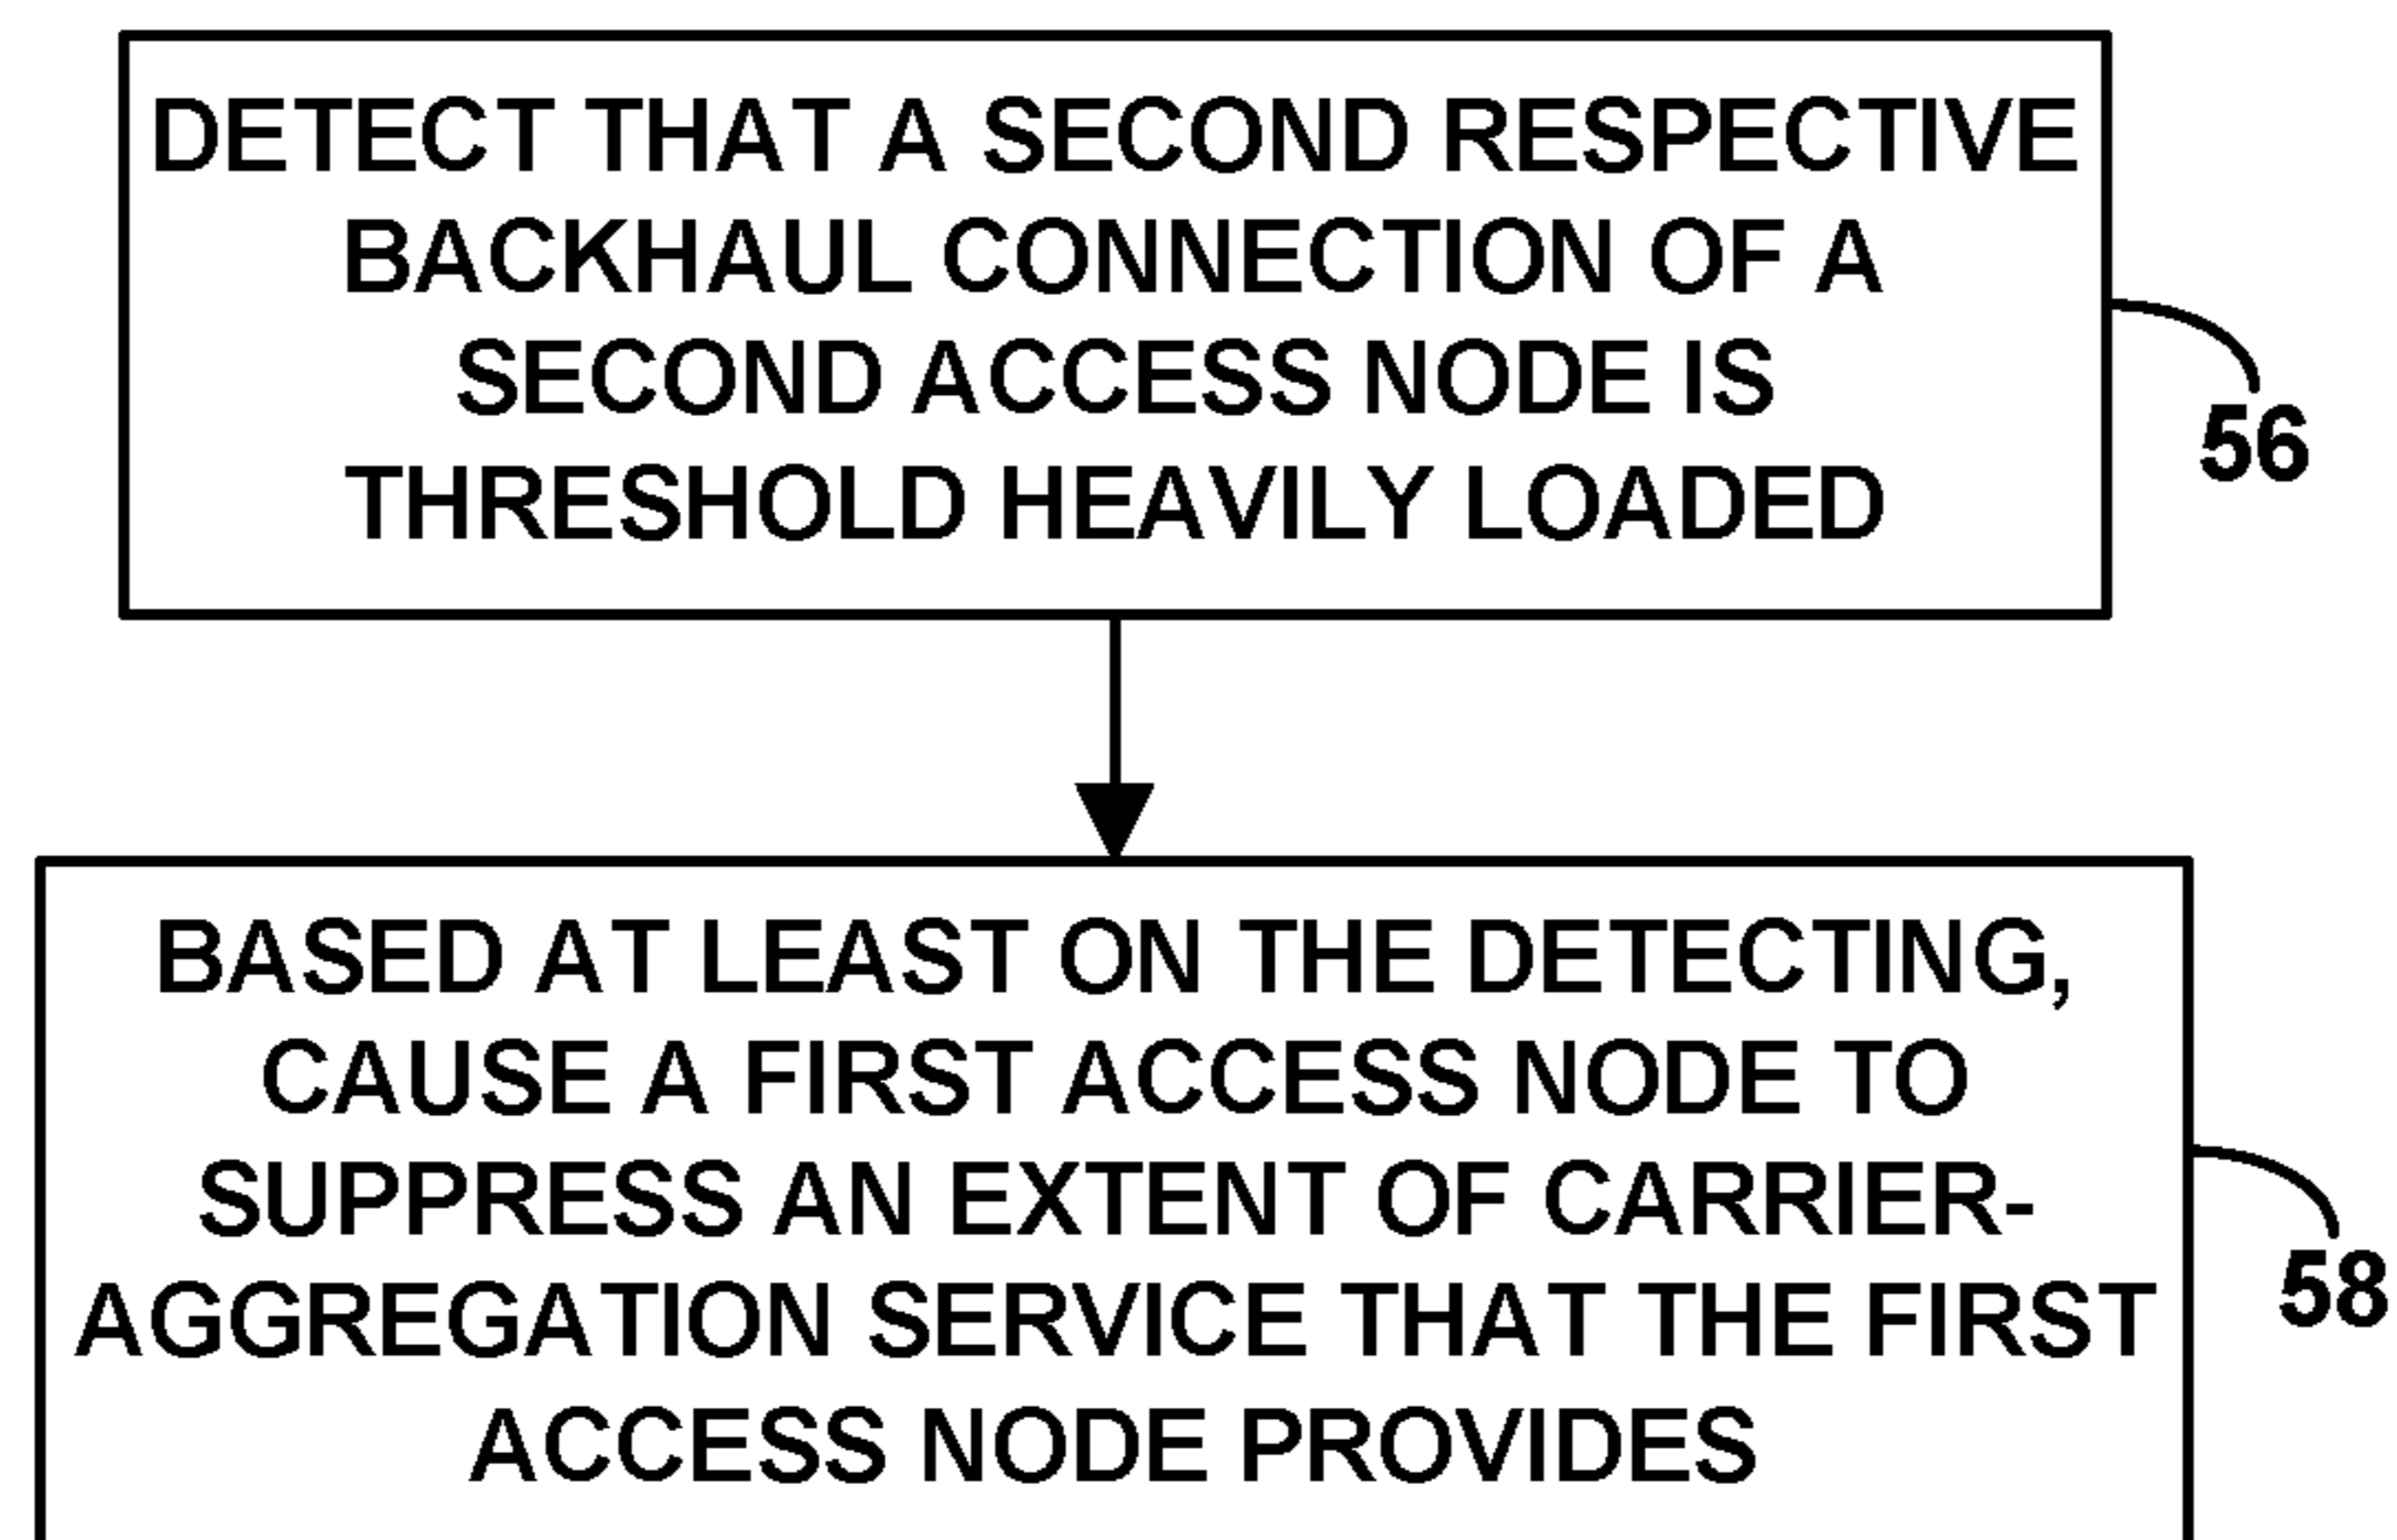 DETECT THAT A SECOND RESPECTIVE
BACKHAUL CONNECTION OF A
SECOND ACCESS NODE IS
THRESHOLD HEAVILY LOADED
56
BASED AT LEAST ON THE DETECTING,
CAUSE A FIRST ACCESS NODE TO
SUPPRESS AN EXTENT OF CARRIER-
AGGREGATION SERVICE THAT THE FIRST
ACCESS NODE PROVIDES
58